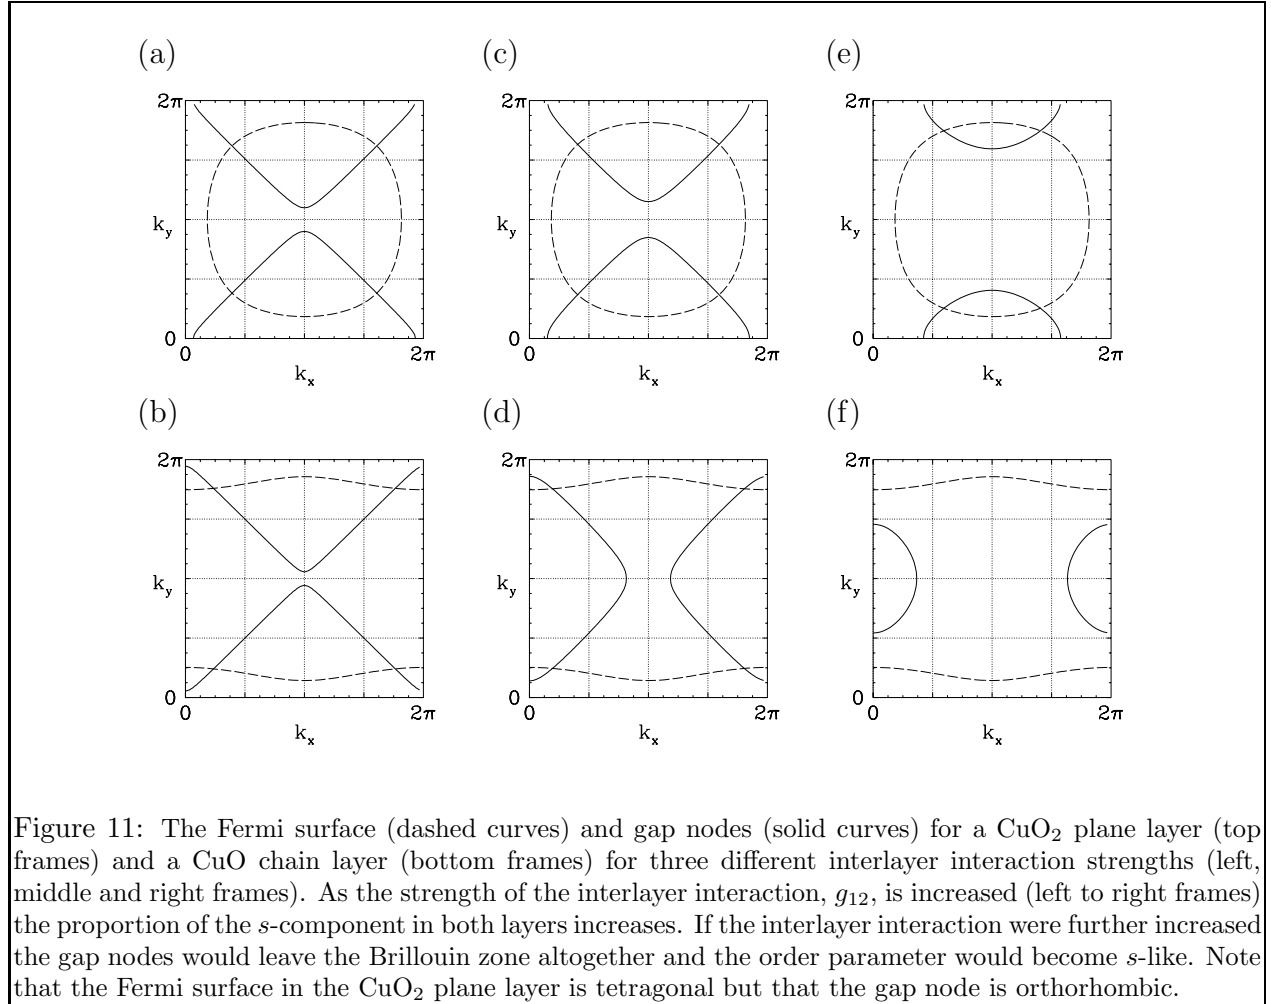 (a) (c) (e)
2π 2π 2π
k_y k_y k_y
0 0 0
0 2π 0 2π 0 2π
k_x k_x k_x
(b) (d) (f)
2π 2π 2π
k_y k_y k_y
0 0 0
0 2π 0 2π 0 2π
k_x k_x k_x
Figure 11: The Fermi surface (dashed curves) and gap nodes (solid curves) for a CuO₂ plane layer (top
frames) and a CuO chain layer (bottom frames) for three different interlayer interaction strengths (left,
middle and right frames). As the strength of the interlayer interaction, g₁₂, is increased (left to right frames)
the proportion of the s-component in both layers increases. If the interlayer interaction were further increased
the gap nodes would leave the Brillouin zone altogether and the order parameter would become s-like. Note
that the Fermi surface in the CuO₂ plane layer is tetragonal but that the gap node is orthorhombic.